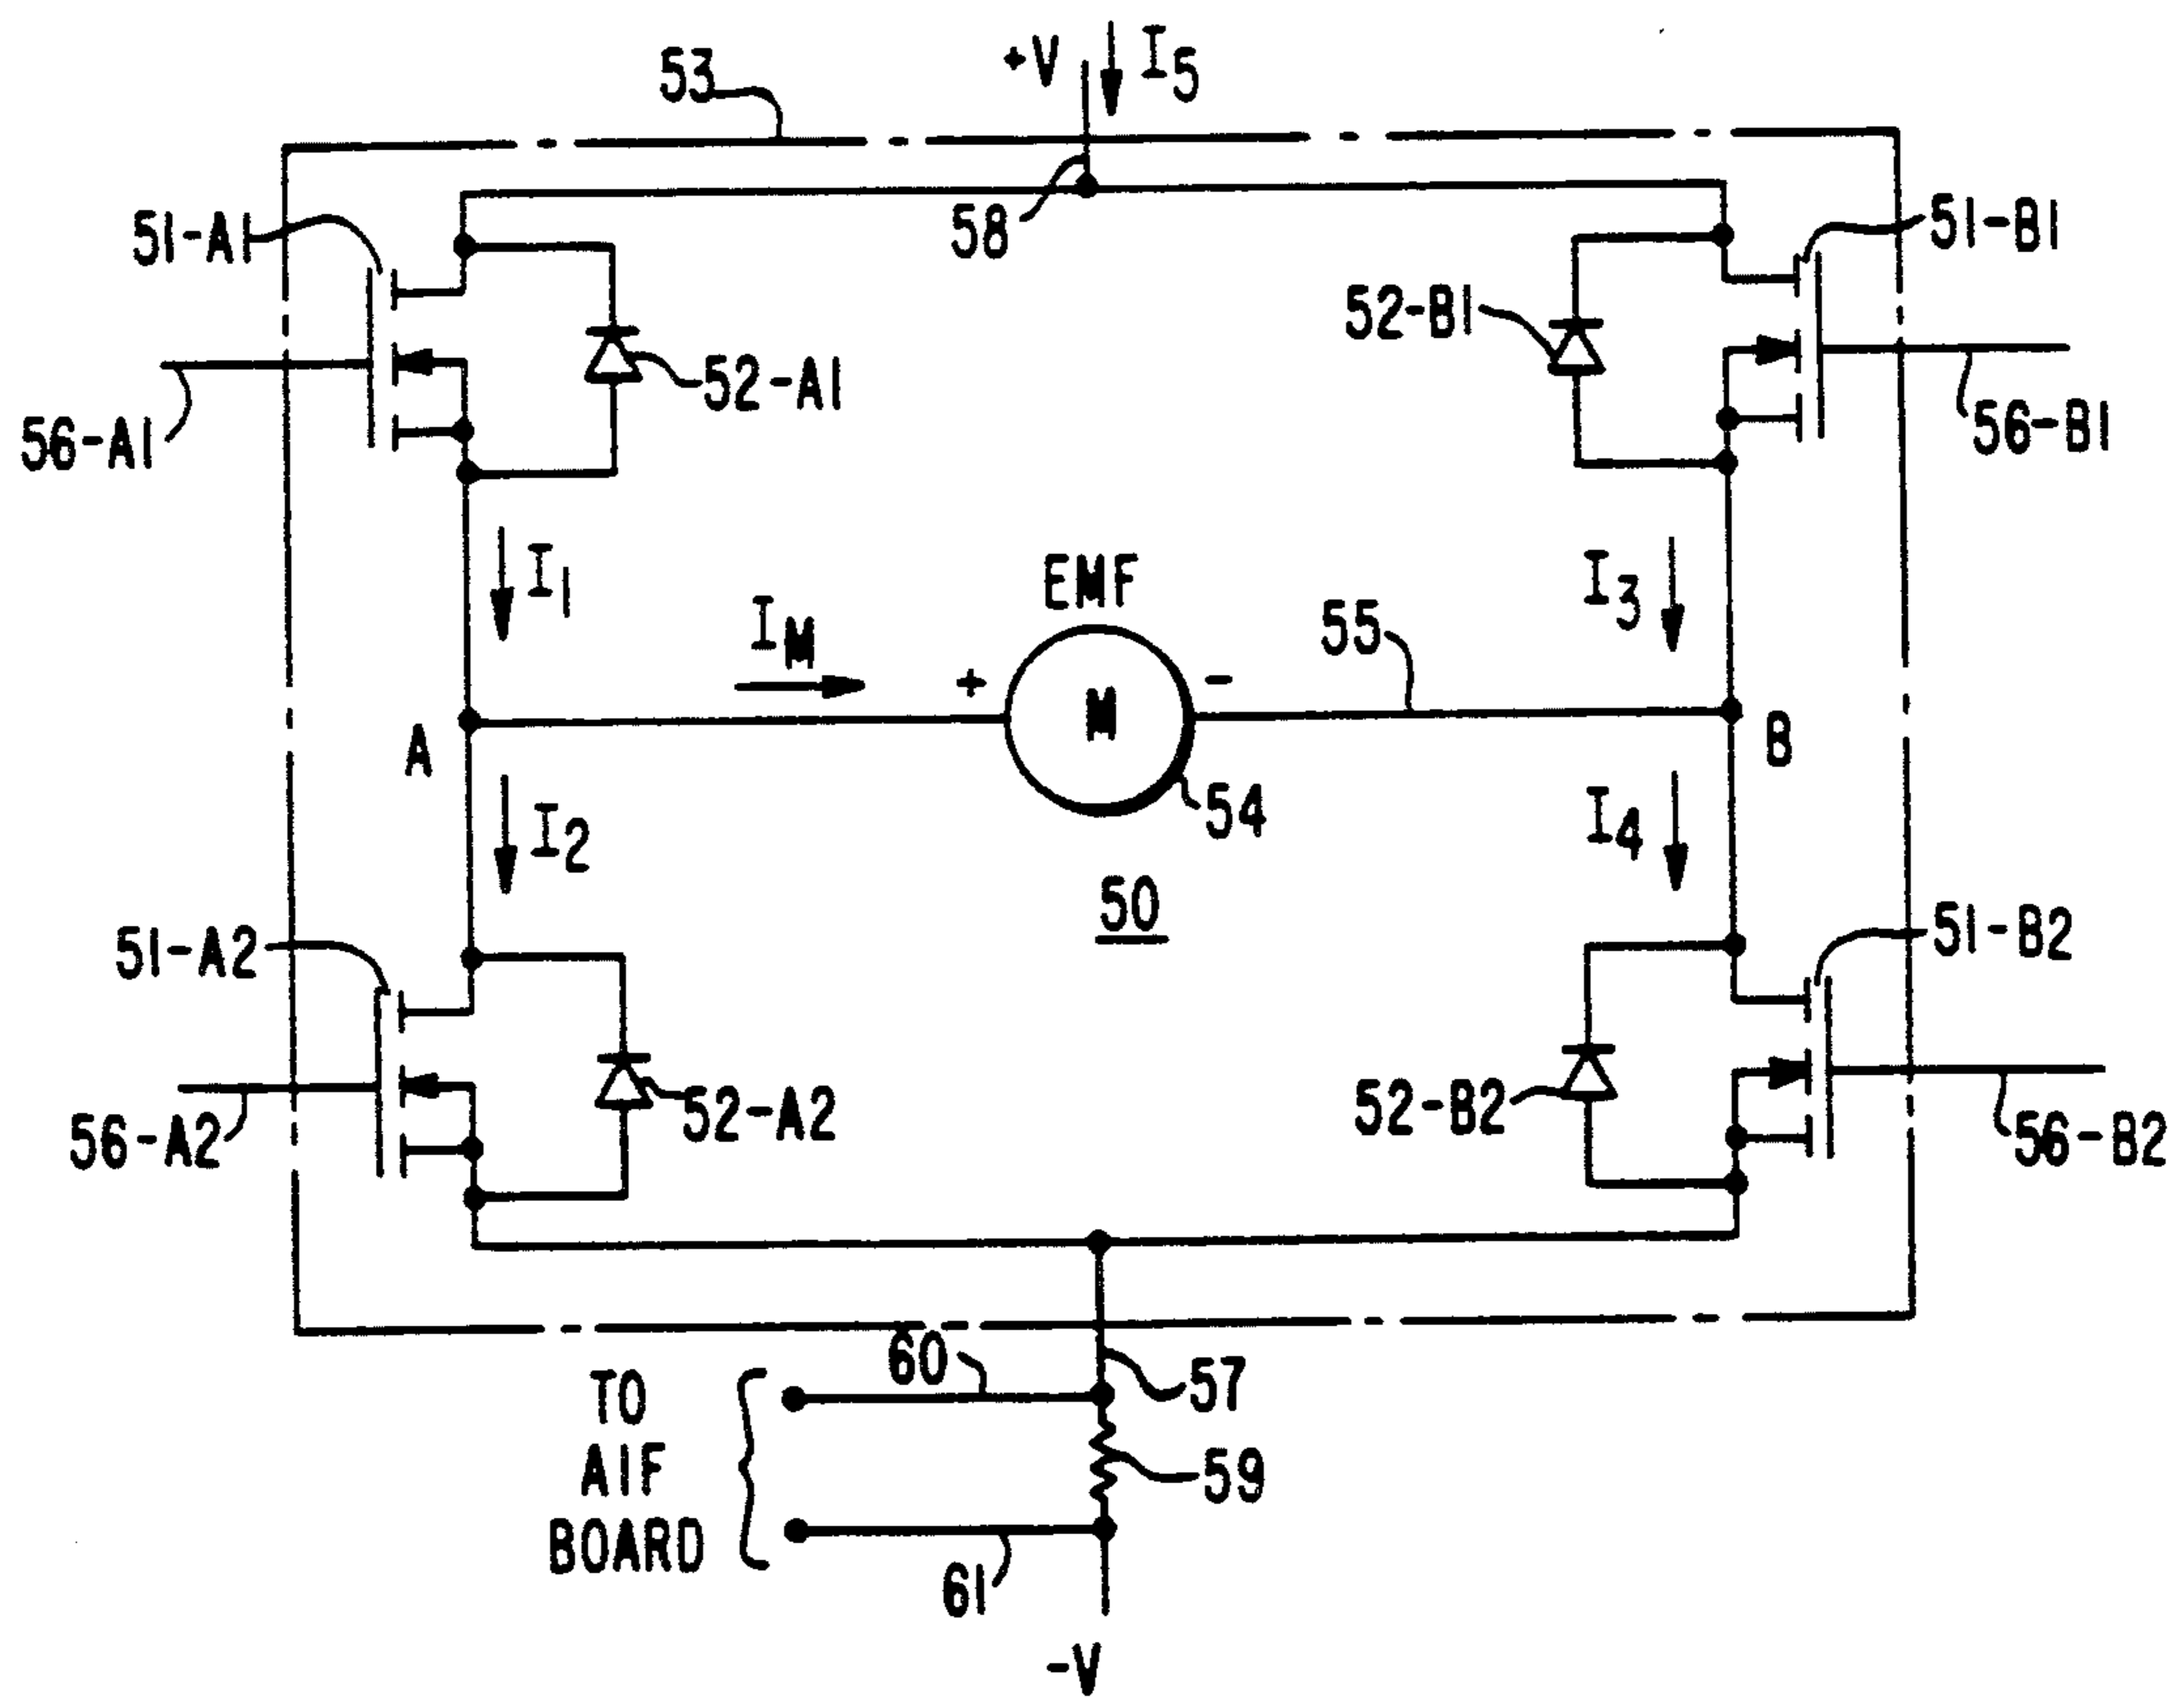 53
+V
I5
51-A1
58
51-B1
52-B1
52-A1
56-A1
56-B1
I1
EMF
I3
IM
55
+
-
M
A
B
54
I2
I4
50
51-A2
51-B2
52-A2
52-B2
56-A2
56-B2
60
57
TO
AIF
BOARD
59
61
-V